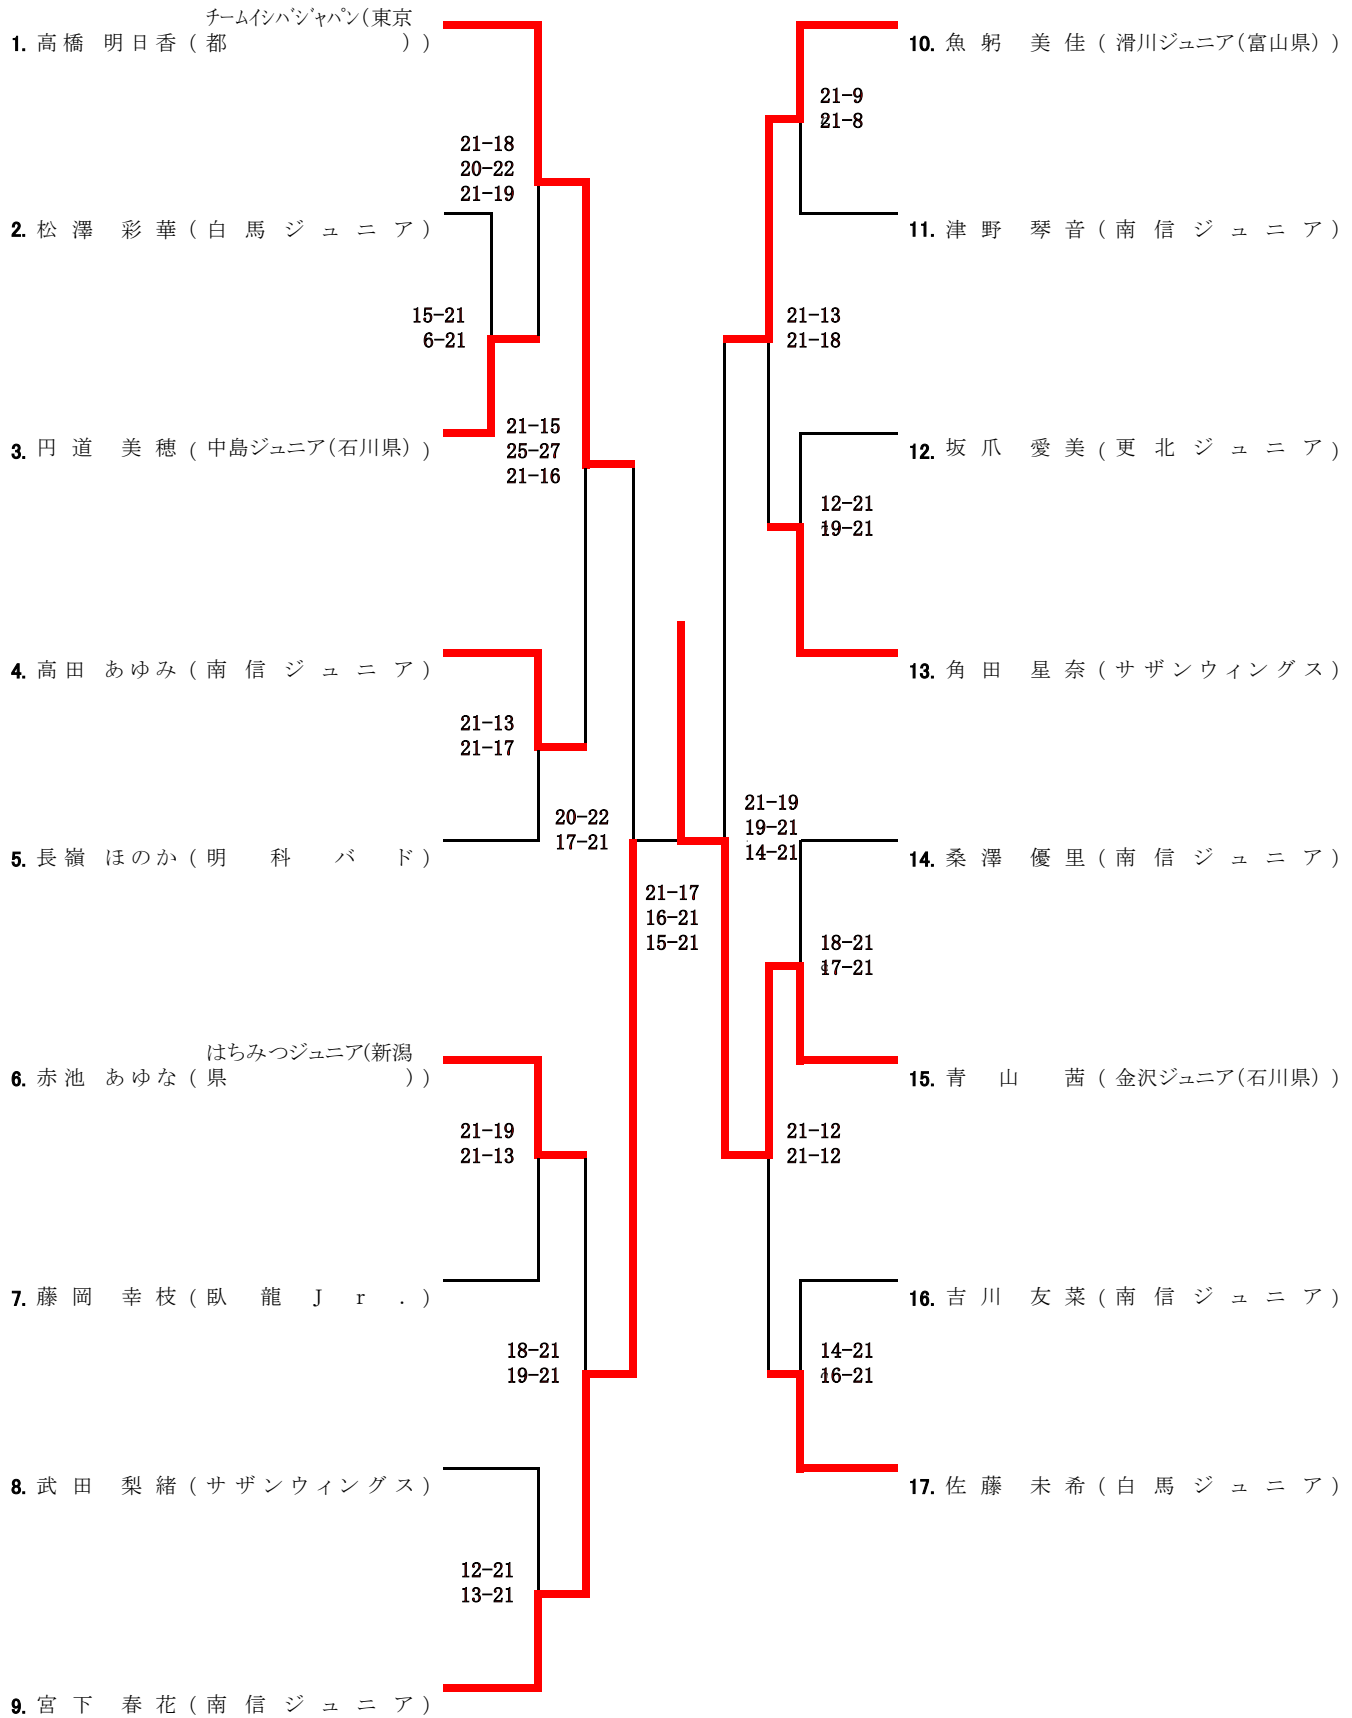 チームイシバジャパン(東京
1. 高橋 明日香 ( 都 ) )
21-18
20-22
21-19
2. 松澤 彩華 ( 白馬ジュニア )
15-21
6-21
3. 円道 美穂 ( 中島ジュニア(石川県) )
21-15
25-27
21-16
4. 高田 あゆみ ( 南信ジュニア )
21-13
21-17
5. 長嶺 ほのか ( 明科バド )
20-22
17-21
はちみつジュニア(新潟
6. 赤池 あゆな ( 県 ) )
21-19
21-13
7. 藤岡 幸枝 ( 臥龍Jr. )
18-21
19-21
8. 武田 梨緒 ( サザンウィングス )
12-21
13-21
9. 宮下 春花 ( 南信ジュニア )
21-17
16-21
15-21
10. 魚躬 美佳 ( 滑川ジュニア(富山県) )
21-9
21-8
11. 津野 琴音 ( 南信ジュニア )
21-13
21-18
12. 坂爪 愛美 ( 更北ジュニア )
12-21
19-21
13. 角田 星奈 ( サザンウィングス )
21-19
19-21
14-21
14. 桑澤 優里 ( 南信ジュニア )
18-21
17-21
15. 青山 茜 ( 金沢ジュニア(石川県) )
21-12
21-12
16. 吉川 友菜 ( 南信ジュニア )
14-21
16-21
17. 佐藤 未希 ( 白馬ジュニア )